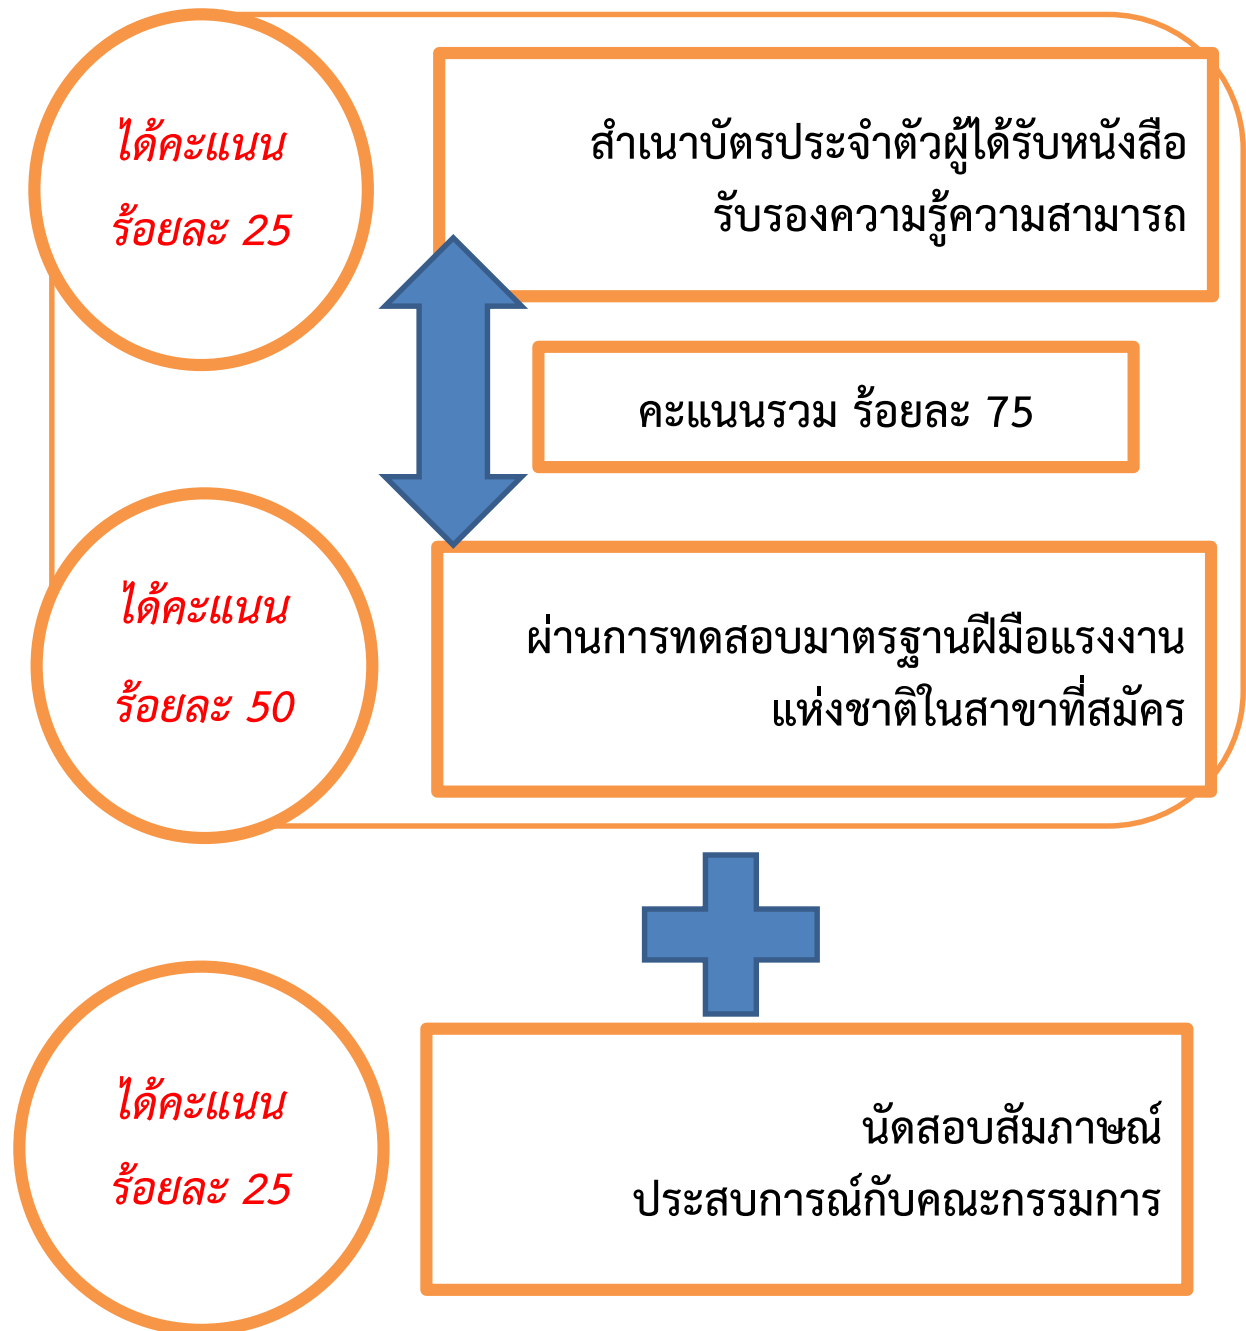 ได้คะแนน
ร้อยละ 25
สำเนาบัตรประจำตัวผู้ได้รับหนังสือ
รับรองความรู้ความสามารถ
คะแนนรวม ร้อยละ 75
ได้คะแนน
ร้อยละ 50
ผ่านการทดสอบมาตรฐานฝีมือแรงงาน
แห่งชาติในสาขาที่สมัคร
ได้คะแนน
ร้อยละ 25
นัดสอบสัมภาษณ์
ประสบการณ์กับคณะกรรมการ